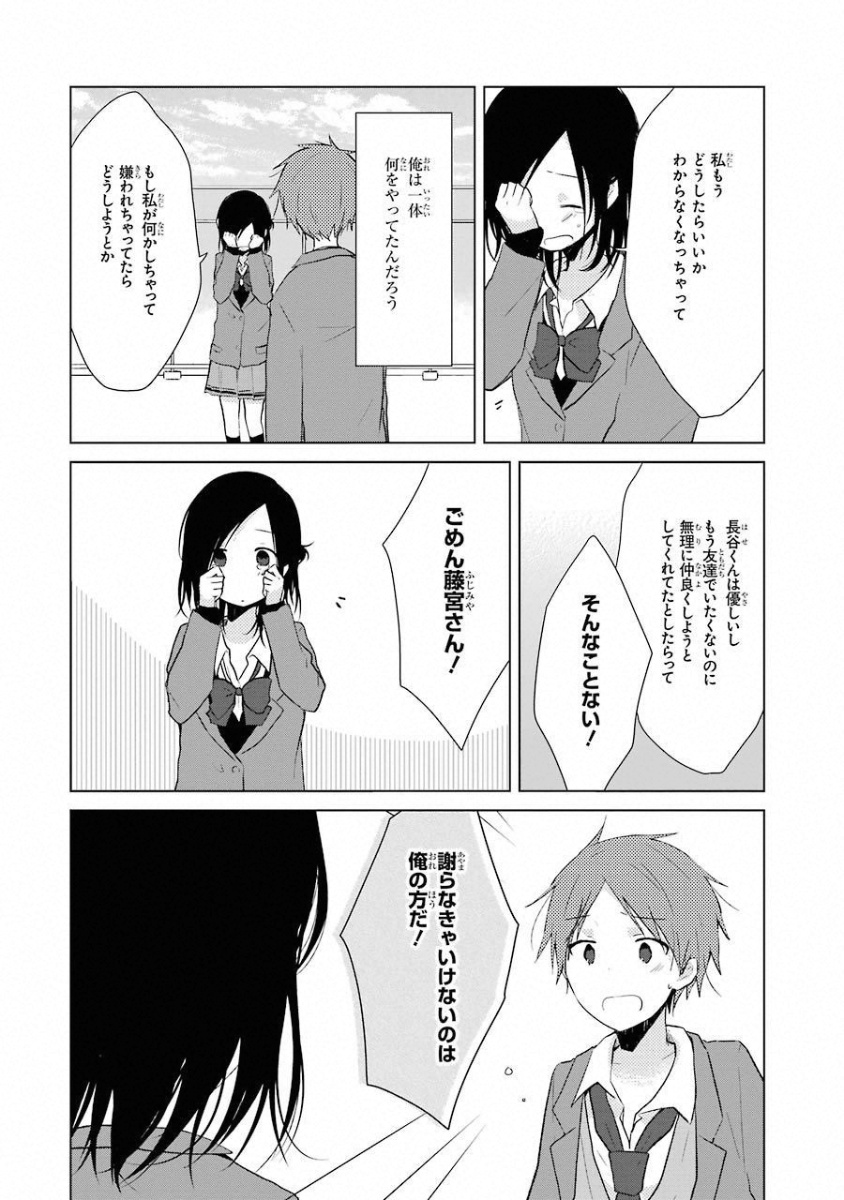 私もう
どうしたらいいか
わからなくなっちゃって
俺は一体
何をやってたんだろう
もし私が何かしちゃって
嫌われちゃってたら
どうしようとか
長谷くんは優しいし
もう友達でいたくないのに
無理に仲良くしようと
してくれてたとしたらって
そんなことない!
ごめん藤宮さん!
謝らなきゃいけないのは
俺の方だ!